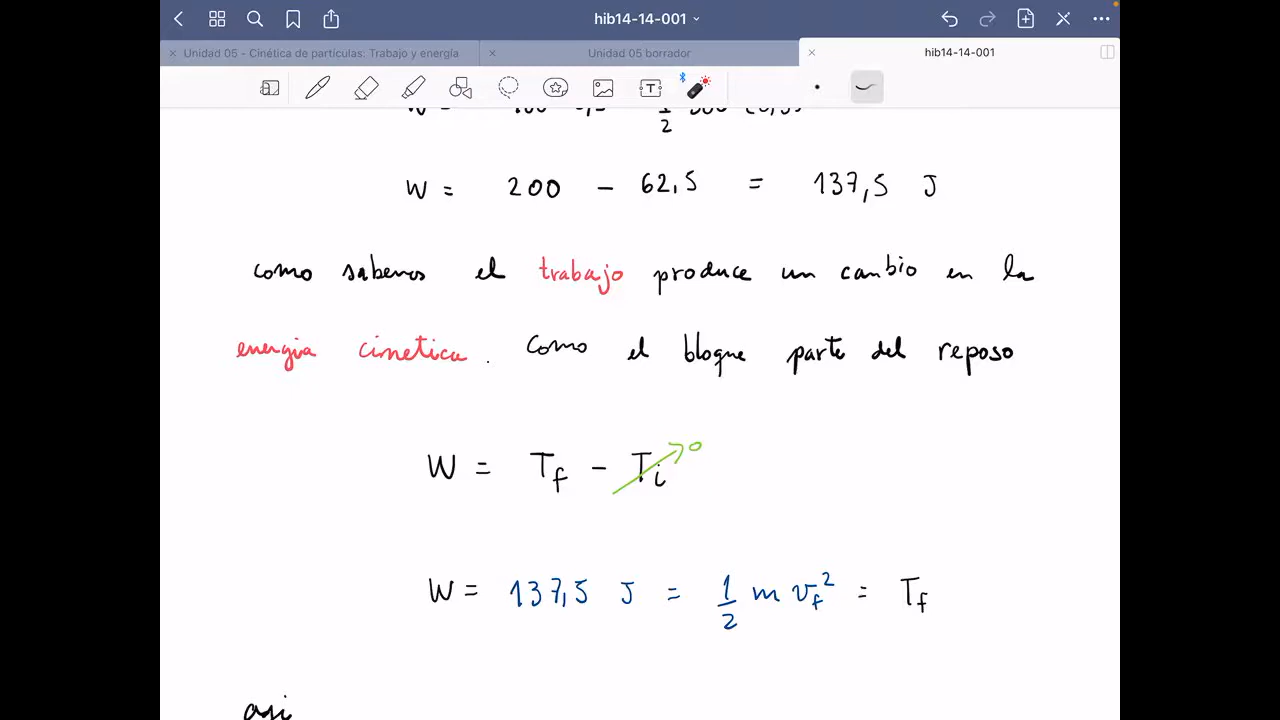 hib14-14-001
Unidad 05 - Cinética de partículas: Trabajo y energía
Unidad 05 borrador
hib14-14-001
W = 200 - 62,5 = 137,5 J
como sabemos el trabajo produce un cambio en la
energia cinetica. Como el bloque parte del reposo
W = Tf - Ti 0
W = 137,5 J = 1/2 m vf² = Tf
asi